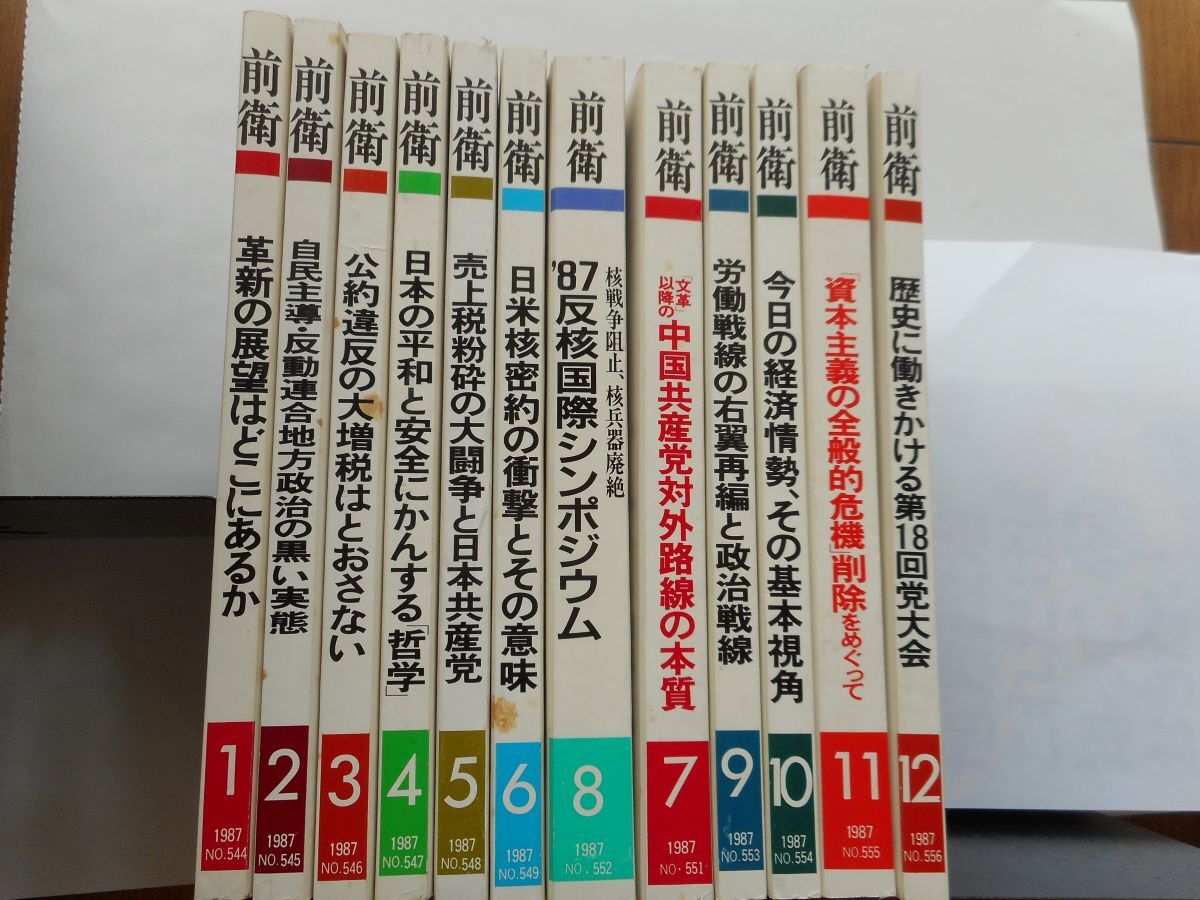 前衛
革新の展望はどこにあるか
1
1987
NO.544
前衛
自民主導・反動連合地方政治の黒い実態
2
1987
NO.545
前衛
公約違反の大増税はとおさない
3
1987
NO.546
前衛
日本の平和と安全にかんする「哲学」
4
1987
NO.547
前衛
売上税粉砕の大闘争と日本共産党
5
1987
NO.548
前衛
日米核密約の衝撃とその意味
6
1987
NO.549
前衛
核戦争阻止、核兵器廃絶
'87反核国際シンポジウム
8
1987
NO.552
前衛
「文革」
以降の
中国共産党対外路線の本質
7
1987
NO.551
前衛
労働戦線の右翼再編と政治戦線
9
1987
NO.553
前衛
今日の経済情勢、その基本視角
10
1987
NO.554
前衛
「資本主義の全般的危機」削除をめぐって
11
1987
NO.555
前衛
歴史に働きかける第18回党大会
12
1987
NO.556